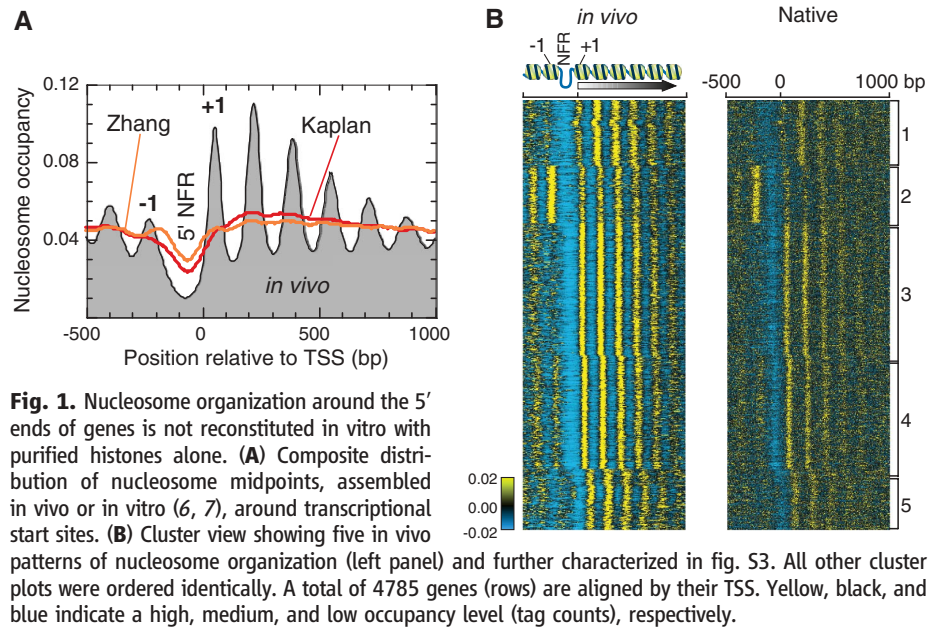 A
Nucleosome occupancy
0.12
0.08
0.04
Zhang
-1
5′ NFR
+1
Kaplan
in vivo
-500
0
500
1000
Position relative to TSS (bp)
B
in vivo
Native
-1
NFR
+1
-500
0
1000 bp
1
2
3
4
5
0.02
0.00
-0.02
Fig. 1. Nucleosome organization around the 5′
ends of genes is not reconstituted in vitro with
purified histones alone. (A) Composite distri-
bution of nucleosome midpoints, assembled
in vivo or in vitro (6, 7), around transcriptional
start sites. (B) Cluster view showing five in vivo
patterns of nucleosome organization (left panel) and further characterized in fig. S3. All other cluster
plots were ordered identically. A total of 4785 genes (rows) are aligned by their TSS. Yellow, black, and
blue indicate a high, medium, and low occupancy level (tag counts), respectively.